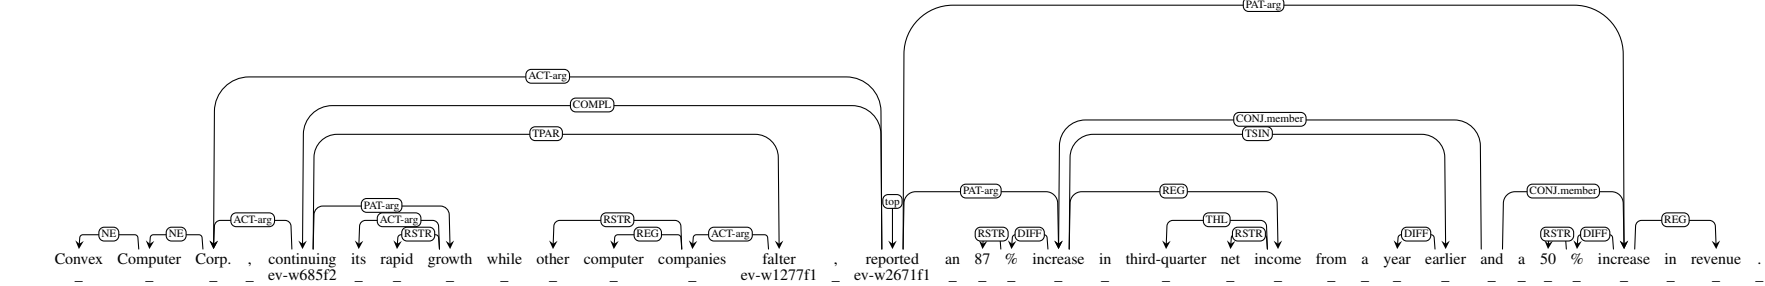 PAT-arg
ACT-arg
COMPL
CONJ.member
TPAR TSIN
top PAT-arg REG CONJ.member
PAT-arg
ACT-arg ACT-arg RSTR THL REG
NE NE RSTR REG ACT-arg RSTR DIFF RSTR DIFF RSTR DIFF
Convex Computer Corp. , continuing its rapid growth while other computer companies falter , reported an 87 % increase in third-quarter net income from a year earlier and a 50 % increase in revenue .
ev-w685f2 ev-w1277f1 ev-w2671f1
_ _ _ _ _ _ _ _ _ _ _ _ _ _ _ _ _ _ _ _ _ _ _ _ _ _ _ _ _ _ _ _ _ _ _ _